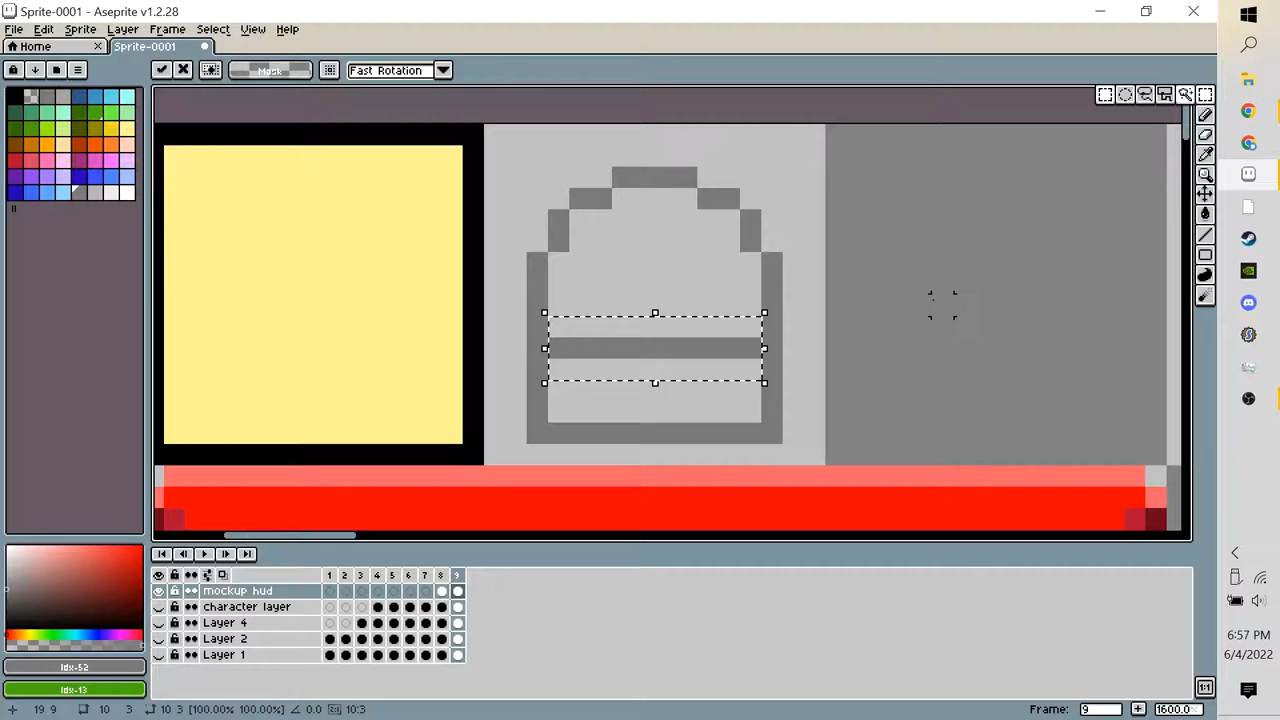 Sprite-0001 - Aseprite v1.2.28
File Edit Sprite Layer Frame Select View Help
Home Sprite-0001
Mask Fast Rotation
1 2 3 4 5 6 7 8 9
mockup hud
character layer
Layer 4
Layer 2
Layer 1
Idx-52
Idx-13
19 9 10 3 10 3 [100.00% 100.00%] 0.0 10:3 Frame: 9 1600.0
1:1
6:57 PM
6/4/2022